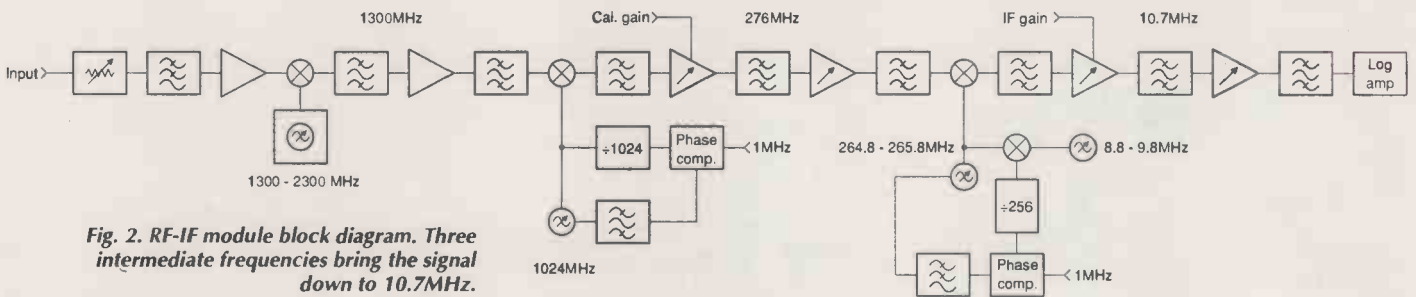 1300MHz
Cal. gain
276MHz
IF gain
10.7MHz
Input
Log
amp
÷1024
Phase
comp.
1MHz
264.8 - 265.8MHz
8.8 - 9.8MHz
1300 - 2300 MHz
÷256
Fig. 2. RF-IF module block diagram. Three
intermediate frequencies bring the signal
down to 10.7MHz.
1024MHz
Phase
comp.
1MHz